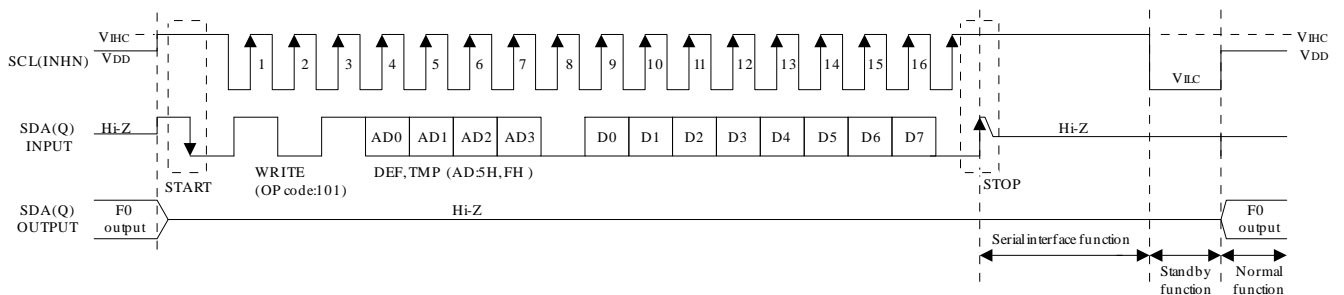 VIHC
VDD
SCL(INHN)
1 2 3 4 5 6 7 8 9 10 11 12 13 14 15 16
VILC
VIHC
VDD
SDA(Q)
INPUT
Hi-Z
AD0 AD1 AD2 AD3 D0 D1 D2 D3 D4 D5 D6 D7
Hi-Z
START
WRITE
(OP code:101)
DEF,TMP (AD:5H,FH )
STOP
SDA(Q)
OUTPUT
F0
output
Hi-Z
F0
output
Serial interface function
Standby
function
Normal
function